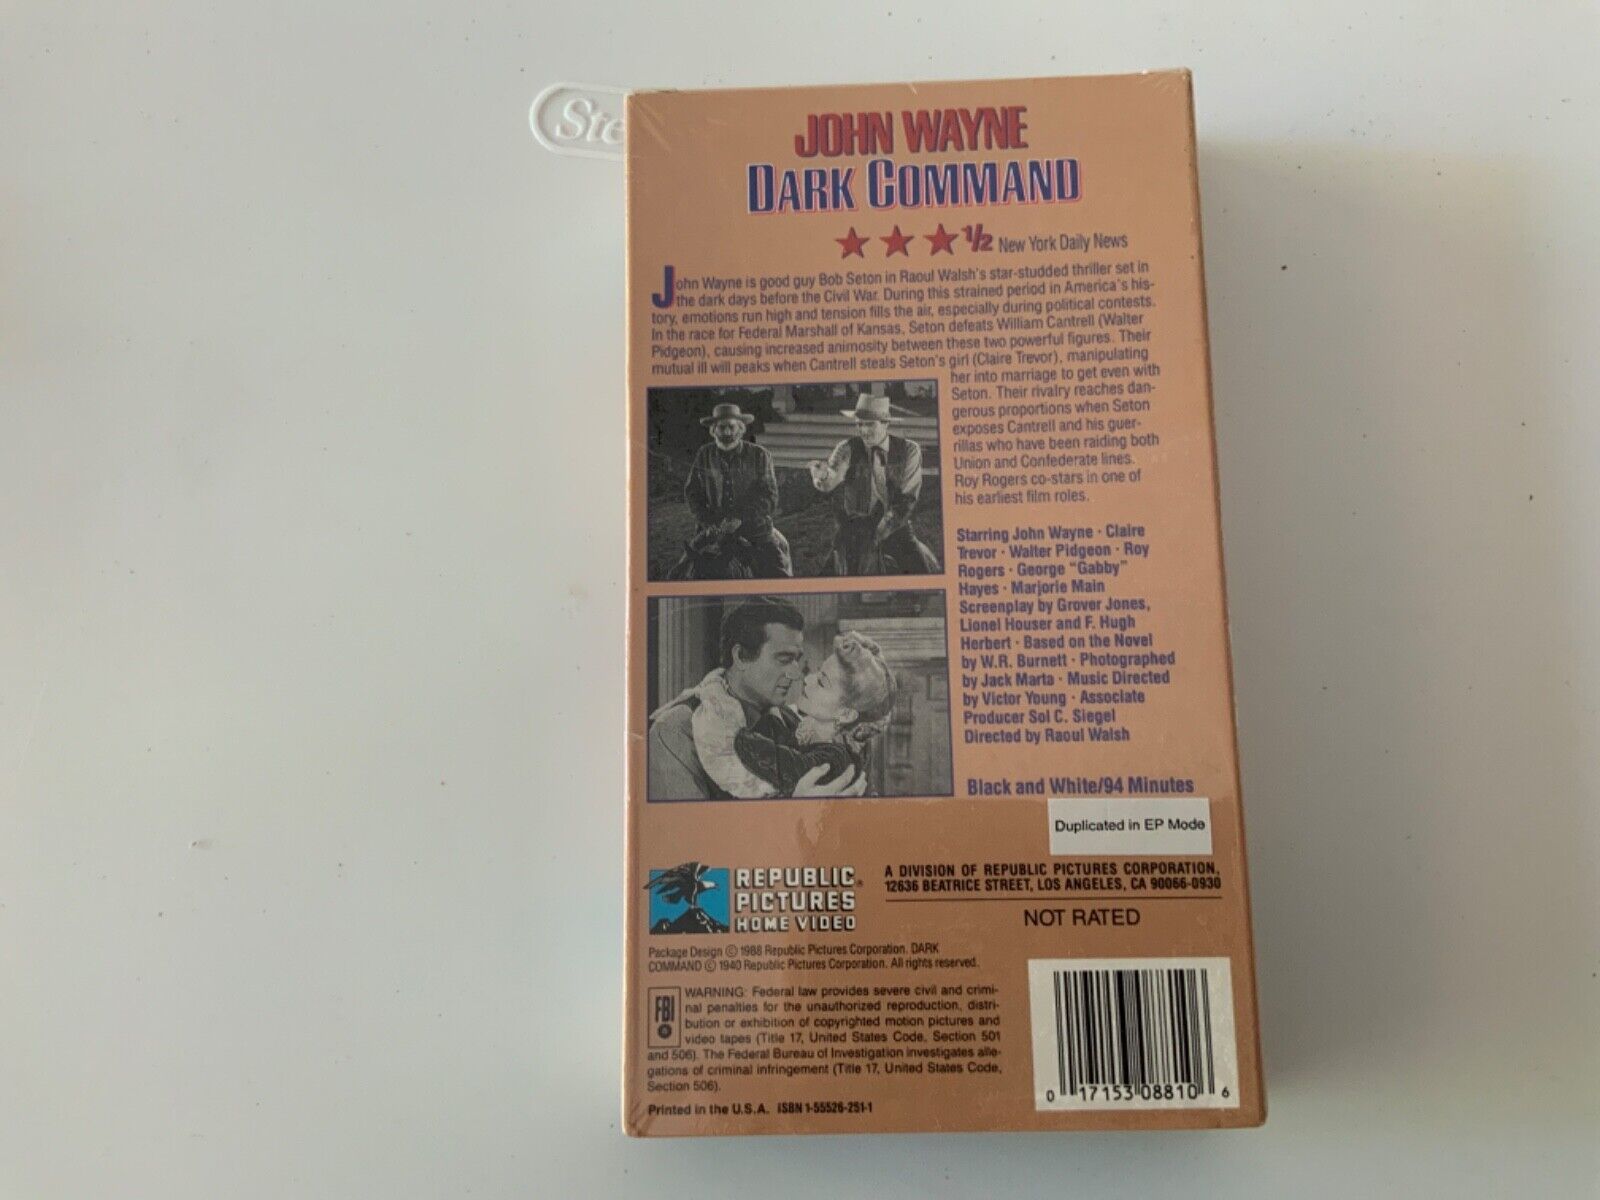 Ste
JOHN WAYNE
DARK COMMAND
1/2 New York Daily News
John Wayne is good guy Bob Seton in Raoul Walsh's star-studded thriller set in
the dark days before the Civil War. During this strained period in America's his-
tory, emotions run high and tension fills the air, especially during political contests.
In the race for Federal Marshall of Kansas, Seton defeats William Cantrell (Walter
Pidgeon), causing increased animosity between these two powerful figures. Their
mutual ill will peaks when Cantrell steals Seton's girl (Claire Trevor), manipulating
her into marriage to get even with
Seton. Their rivalry reaches dan-
gerous proportions when Seton
exposes Cantrell and his guer-
rillas who have been raiding both
Union and Confederate lines.
Roy Rogers co-stars in one of
his earliest film roles.
Starring John Wayne · Claire
Trevor · Walter Pidgeon · Roy
Rogers · George "Gabby"
Hayes · Marjorie Main
Screenplay by Grover Jones,
Lionel Houser and F. Hugh
Herbert · Based on the Novel
by W.R. Burnett · Photographed
by Jack Marta · Music Directed
by Victor Young · Associate
Producer Sol C. Siegel
Directed by Raoul Walsh
Black and White/94 Minutes
Duplicated in EP Mode
REPUBLIC
PICTURES®
HOME VIDEO
A DIVISION OF REPUBLIC PICTURES CORPORATION,
12636 BEATRICE STREET, LOS ANGELES, CA 90066-0930
NOT RATED
Package Design © 1988 Republic Pictures Corporation. DARK
COMMAND © 1940 Republic Pictures Corporation. All rights reserved.
FBI
WARNING: Federal law provides severe civil and crimi-
nal penalties for the unauthorized reproduction, distri-
bution or exhibition of copyrighted motion pictures and
video tapes (Title 17, United States Code, Section 501
and 506). The Federal Bureau of Investigation investigates alle-
gations of criminal infringement (Title 17, United States Code,
Section 506).
Printed in the U.S.A. ISBN 1-55526-251-1
0 17153 08810 6